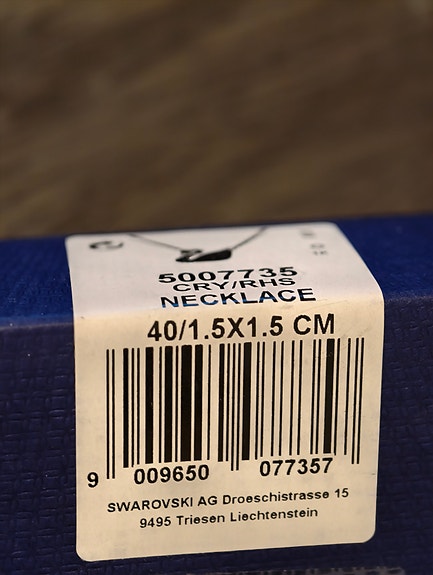 5007735
CRY/RHS
NECKLACE
40/1.5X1.5 CM
9 009650 077357
SWAROVSKI AG Droeschistrasse 15
9495 Triesen Liechtenstein